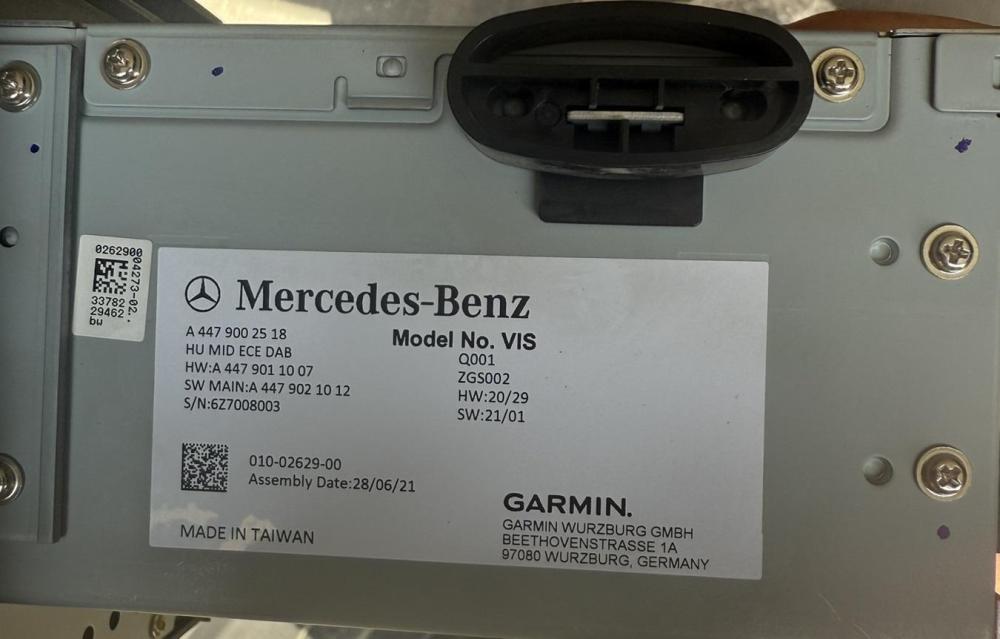 0262900
04273-02.
33782
29462
bw
Mercedes-Benz
A 447 900 25 18
HU MID ECE DAB
HW:A 447 901 10 07
SW MAIN:A 447 902 10 12
S/N:6Z7008003
Model No. VIS
Q001
ZGS002
HW:20/29
SW:21/01
010-02629-00
Assembly Date:28/06/21
MADE IN TAIWAN
GARMIN.
GARMIN WURZBURG GMBH
BEETHOVENSTRASSE 1A
97080 WURZBURG, GERMANY